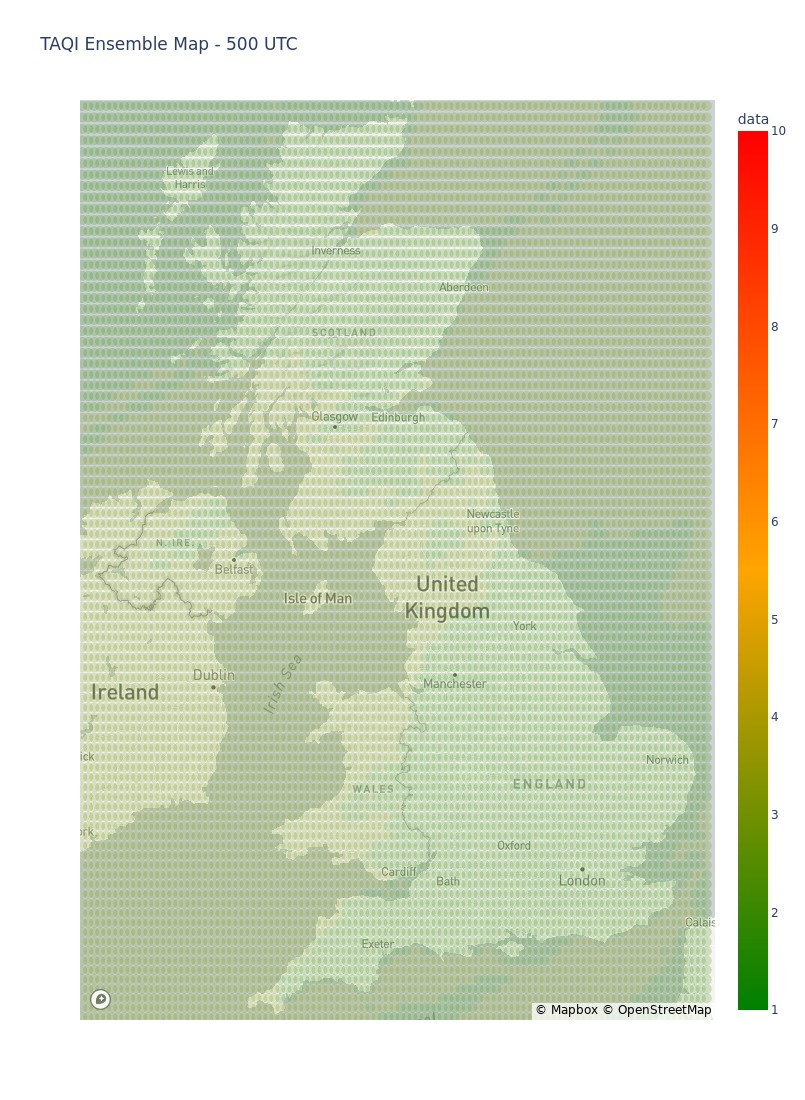 TAQI Ensemble Map - 500 UTC
data
10
9
8
7
6
5
4
3
2
1
Lewis and
Harris
Inverness
Aberdeen
SCOTLAND
Glasgow
Edinburgh
Newcastle
upon Tyne
N. IRE.
Belfast
Isle of Man
United
Kingdom
York
Dublin
Ireland
Irish Sea
Manchester
ick
Norwich
WALES
ENGLAND
ork
Oxford
Cardiff
Bath
London
Calais
Exeter
© Mapbox © OpenStreetMap